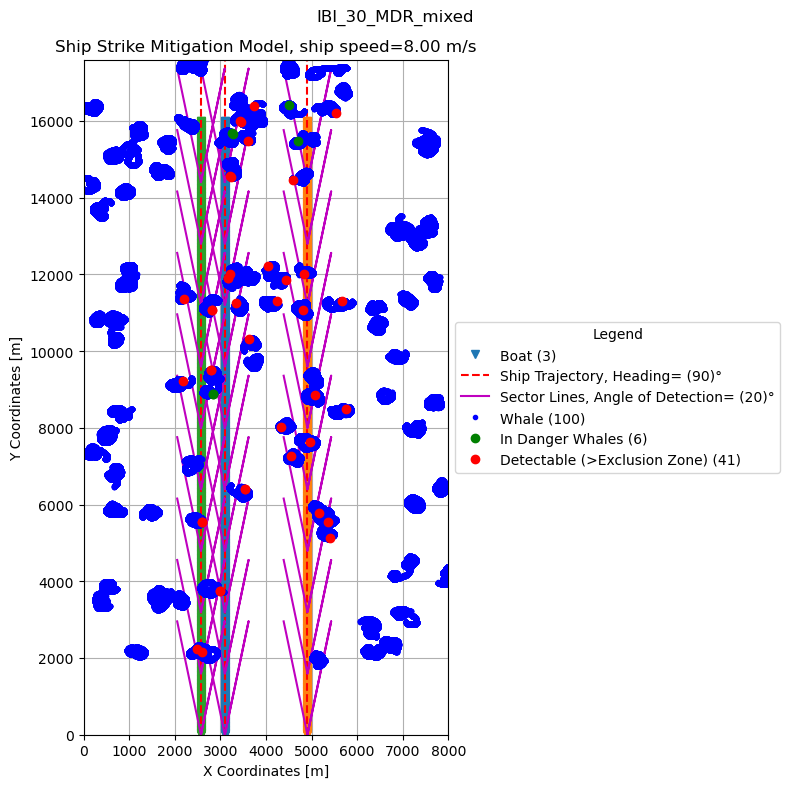 IBI_30_MDR_mixed
Ship Strike Mitigation Model, ship speed=8.00 m/s
16000
14000
12000
10000
8000
6000
4000
2000
0
Y Coordinates [m]
0 1000 2000 3000 4000 5000 6000 7000 8000
X Coordinates [m]
Legend
Boat (3)
Ship Trajectory, Heading= (90)°
Sector Lines, Angle of Detection= (20)°
Whale (100)
In Danger Whales (6)
Detectable (>Exclusion Zone) (41)